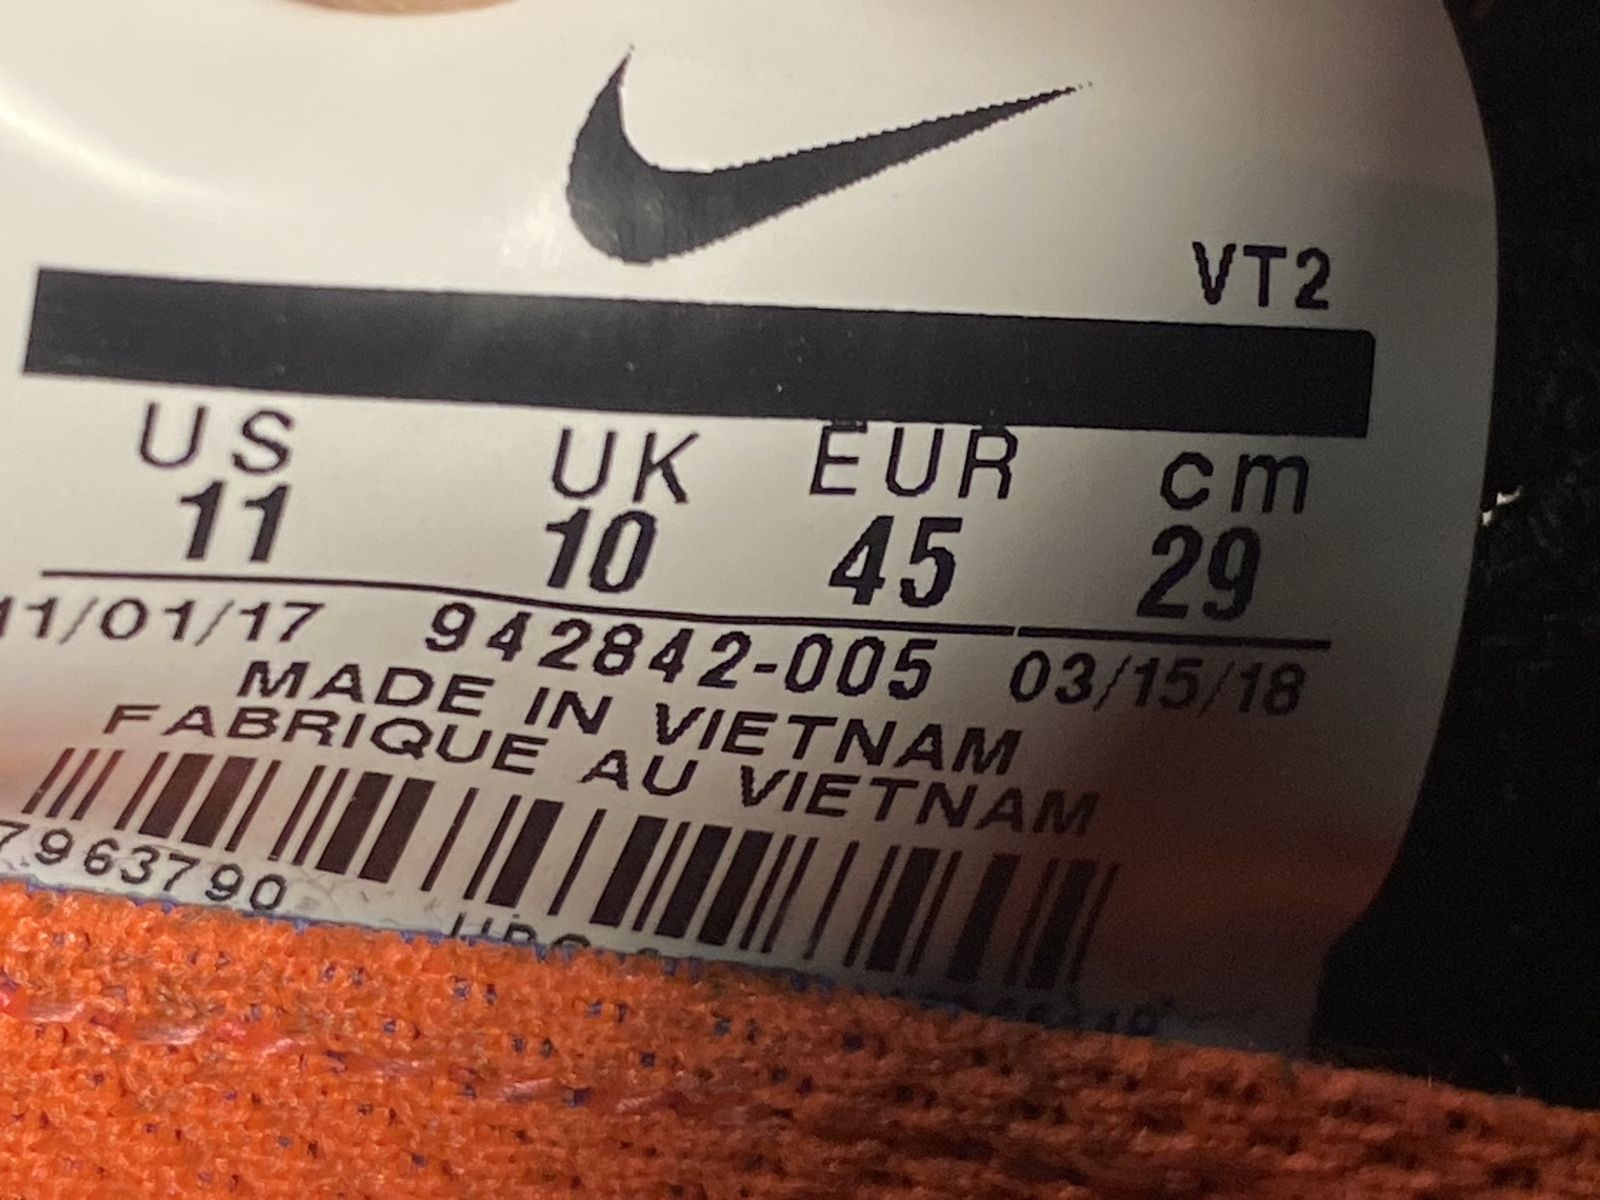 VT2
US UK EUR cm
11 10 45 29
11/01/17 942842-005 03/15/18
MADE IN VIETNAM
FABRIQUE AU VIETNAM
7963790